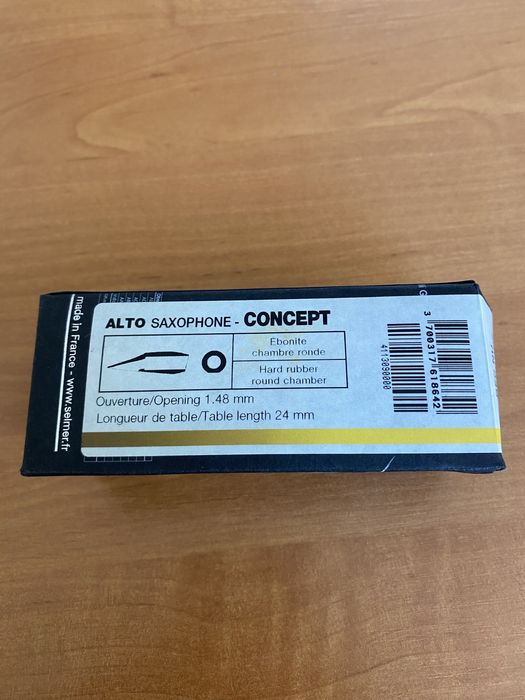 ALTO SAXOPHONE - CONCEPT
Ebonite
chambre ronde
Hard rubber
round chamber
Ouverture/Opening 1.48 mm
Longueur de table/Table length 24 mm
4113090000
3 700317 618642
made in France - www.selmer.fr